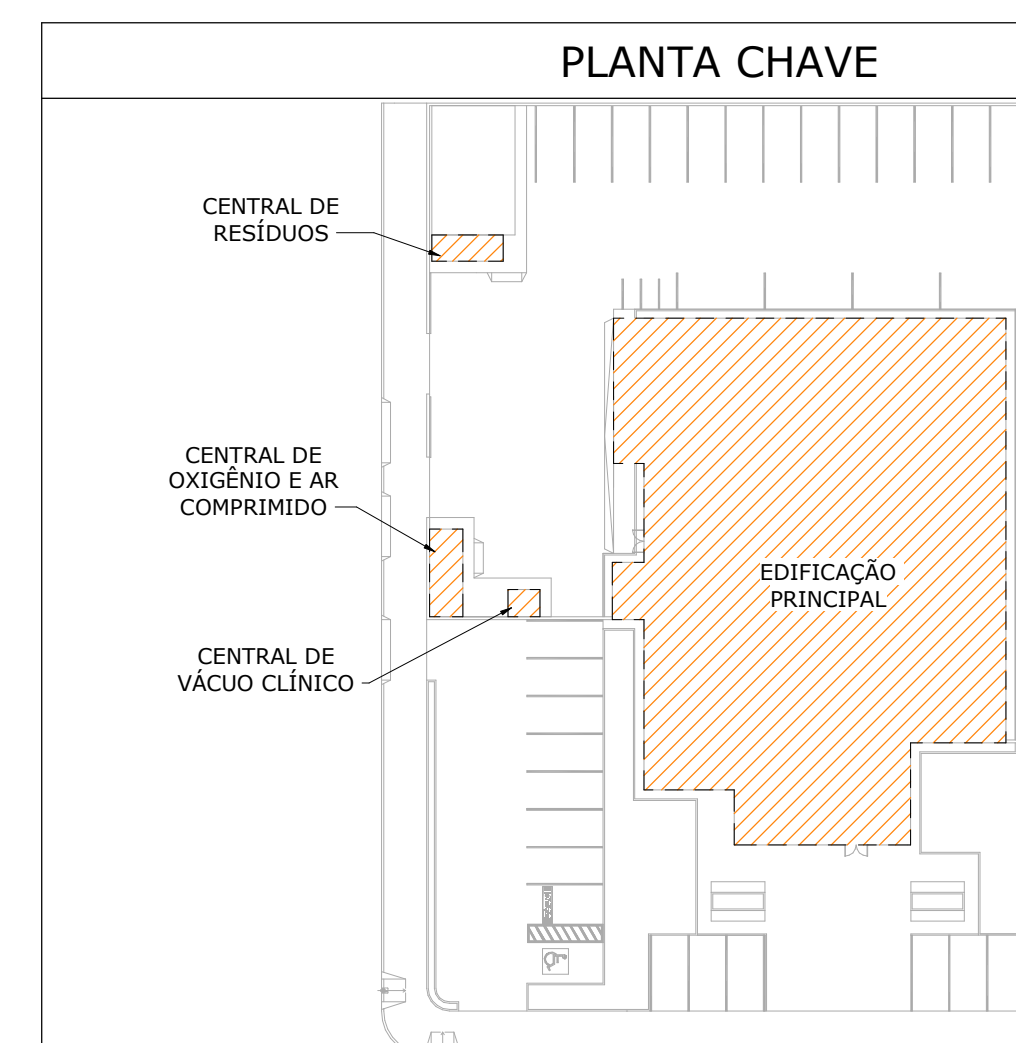 PLANTA CHAVE
CENTRAL DE
RESÍDUOS
CENTRAL DE
OXIGÊNIO E AR
COMPRIMIDO
EDIFICAÇÃO
PRINCIPAL
CENTRAL DE
VÁCUO CLÍNICO